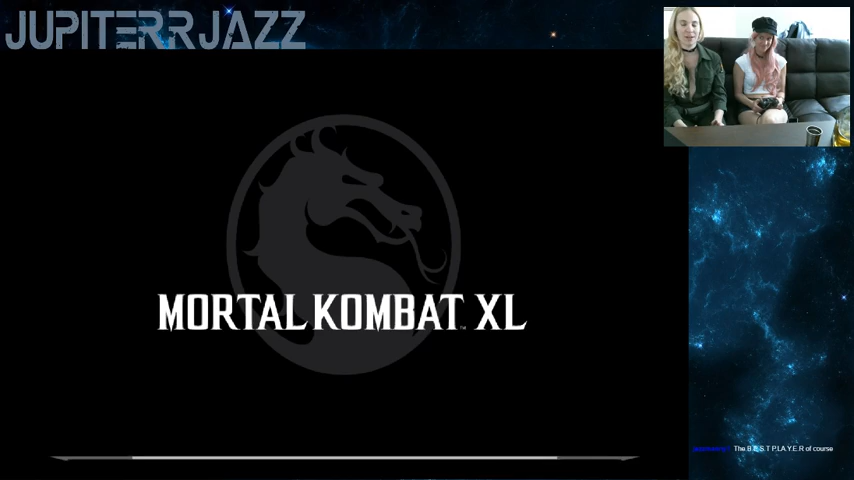 JUPITERRJAZZ
MORTAL KOMBAT XL
The B.E.S.T P.L.A.Y.E.R of course